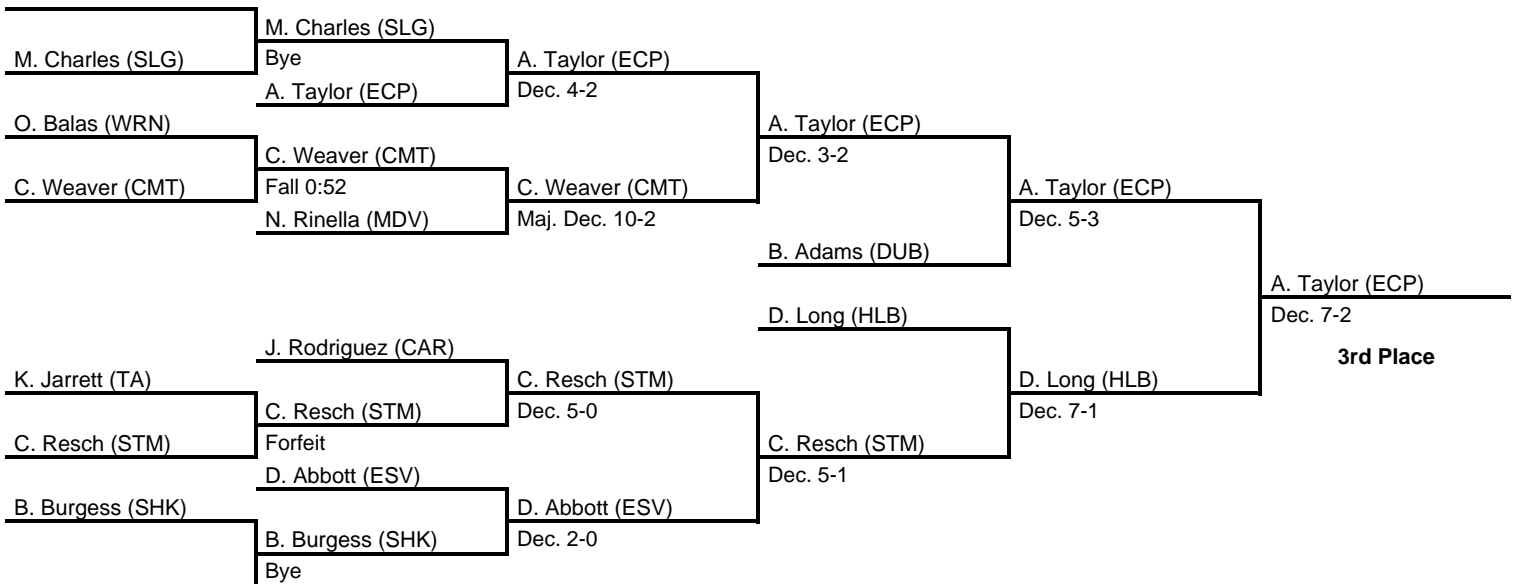 M. Charles (SLG)
M. Charles (SLG)
Bye
A. Taylor (ECP)
A. Taylor (ECP)
Dec. 4-2
O. Balas (WRN)
A. Taylor (ECP)
C. Weaver (CMT)
Dec. 3-2
C. Weaver (CMT)
Fall 0:52
C. Weaver (CMT)
A. Taylor (ECP)
N. Rinella (MDV)
Maj. Dec. 10-2
Dec. 5-3
B. Adams (DUB)
A. Taylor (ECP)
D. Long (HLB)
Dec. 7-2
J. Rodriguez (CAR)
3rd Place
K. Jarrett (TA)
C. Resch (STM)
D. Long (HLB)
C. Resch (STM)
Dec. 5-0
Dec. 7-1
C. Resch (STM)
Forfeit
C. Resch (STM)
D. Abbott (ESV)
Dec. 5-1
B. Burgess (SHK)
D. Abbott (ESV)
B. Burgess (SHK)
Dec. 2-0
Bye